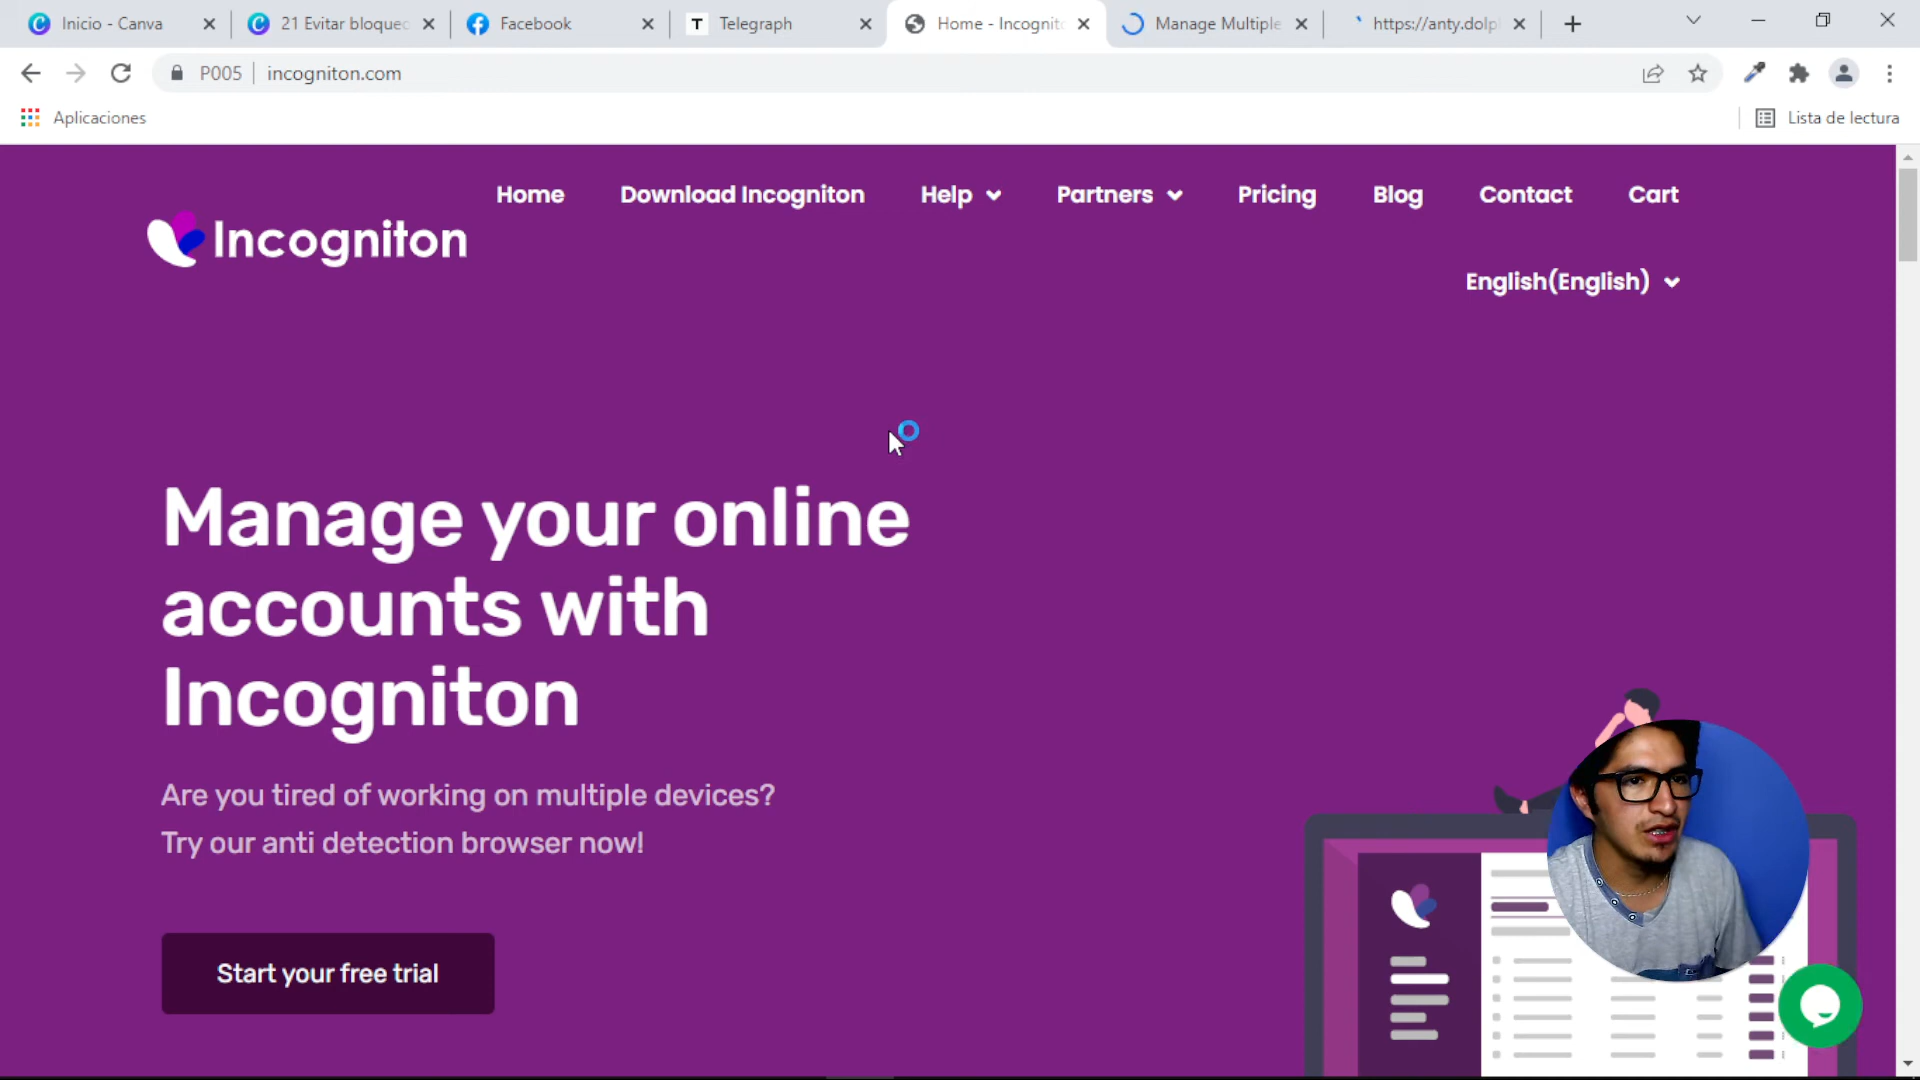 Inicio - Canva
21 Evitar bloqueo
Facebook
Telegraph
Home - Incognito
Manage Multiple
https://anty.dolp
P005
incogniton.com
Aplicaciones
Lista de lectura
Home
Download Incogniton
Help
Partners
Pricing
Blog
Contact
Cart
Incogniton
English(English)
Manage your online
accounts with
Incogniton
Are you tired of working on multiple devices?
Try our anti detection browser now!
Start your free trial